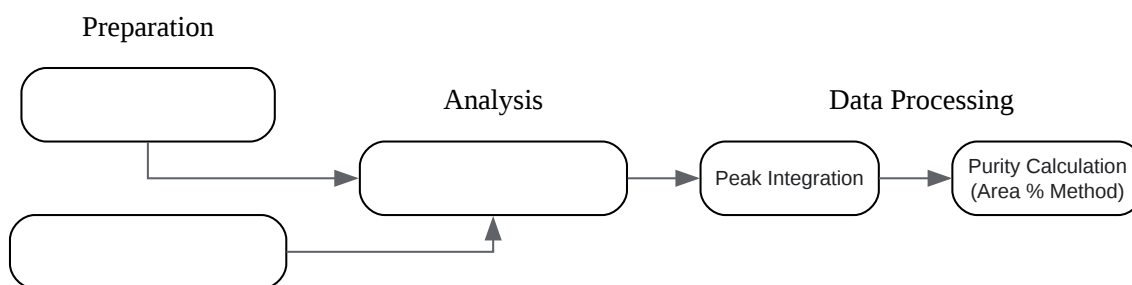 Preparation
Analysis
Data Processing
Peak Integration
Purity Calculation
(Area % Method)